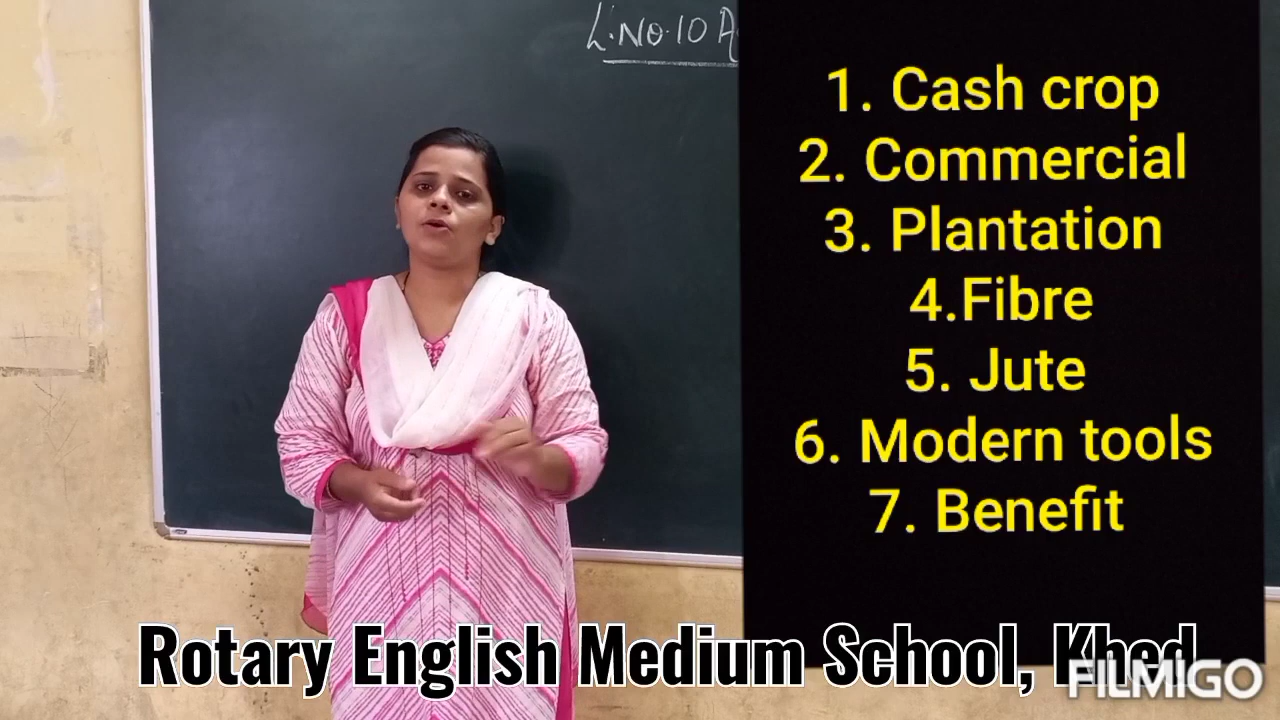 L.No.10 A
1. Cash crop
2. Commercial
3. Plantation
4.Fibre
5. Jute
6. Modern tools
7. Benefit
Rotary English Medium School, Khed
FILMIGO